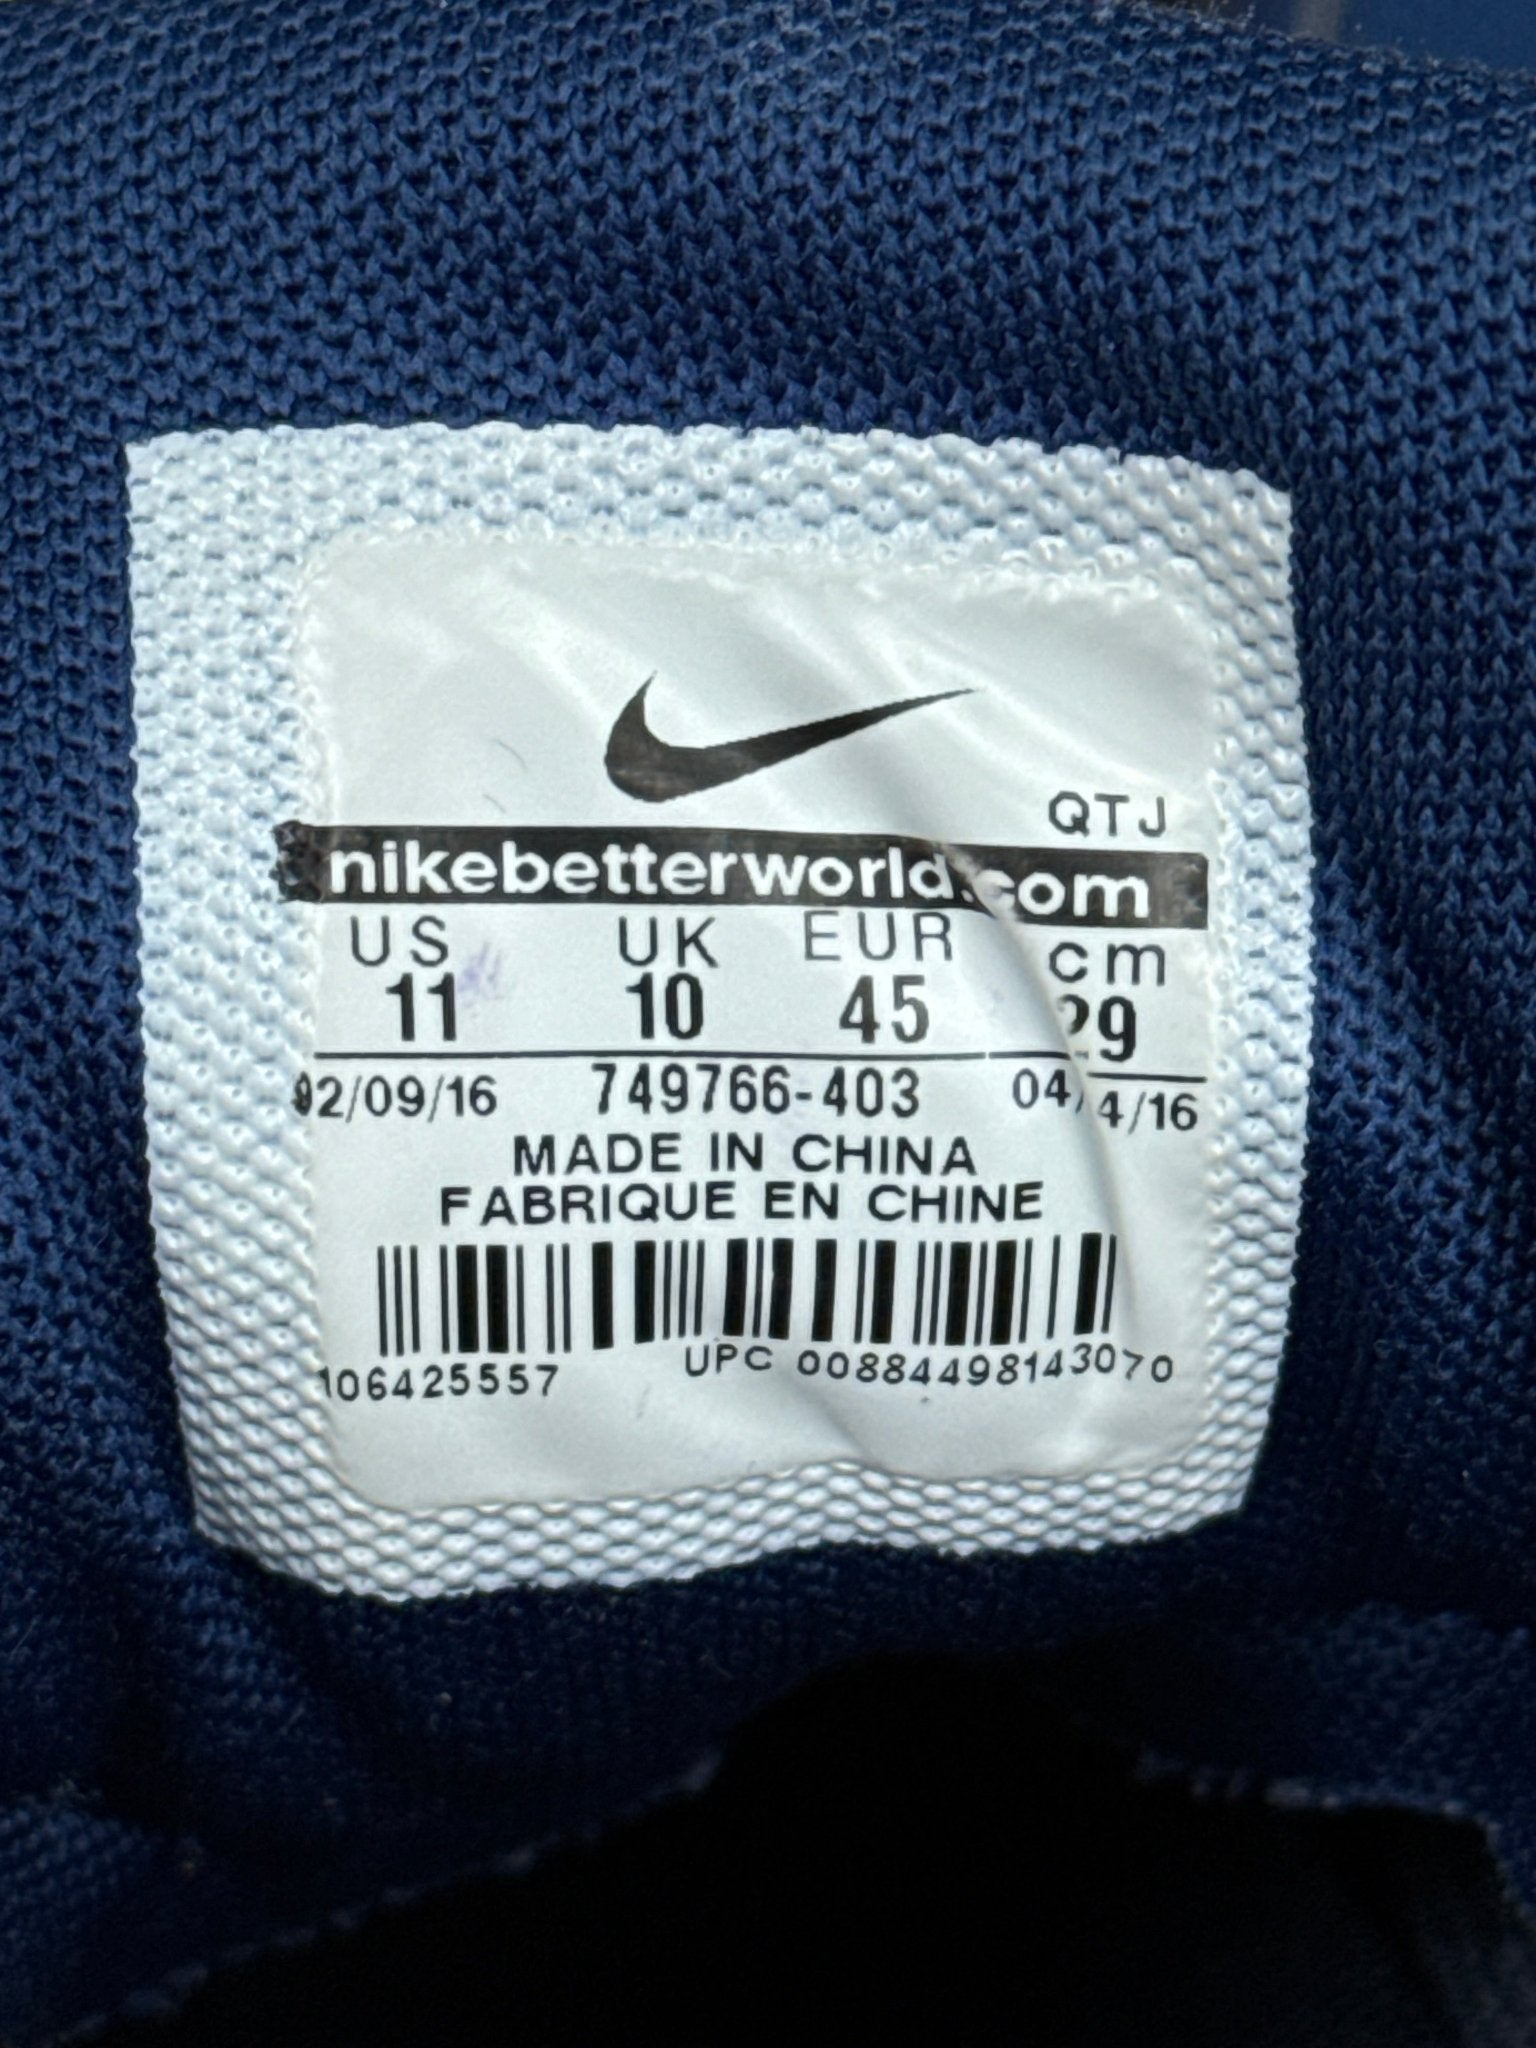 QTJ
nikebetterworld.com
US UK EUR cm
11 10 45 29
02/09/16 749766-403 04/ 4/16
MADE IN CHINA
FABRIQUE EN CHINE
106425557 UPC 00884498143070